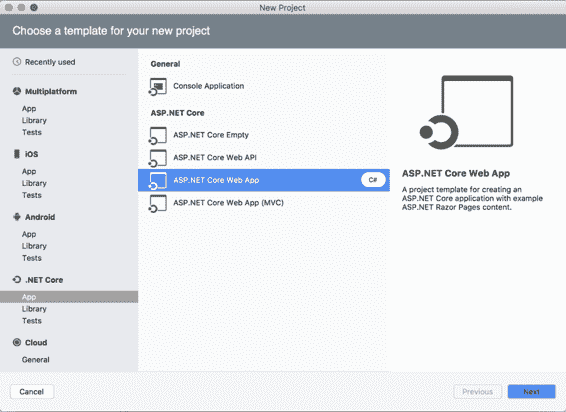 New Project
Choose a template for your new project
Recently used
Multiplatform
App
Library
Tests
iOS
App
Library
Tests
Android
App
Library
Tests
.NET Core
App
Library
Tests
Cloud
General
General
Console Application
ASP.NET Core
ASP.NET Core Empty
ASP.NET Core Web API
ASP.NET Core Web App
C#
ASP.NET Core Web App (MVC)
ASP.NET Core Web App
A project template for creating an
ASP.NET Core application with example
ASP.NET Razor Pages content.
Cancel
Previous
Next